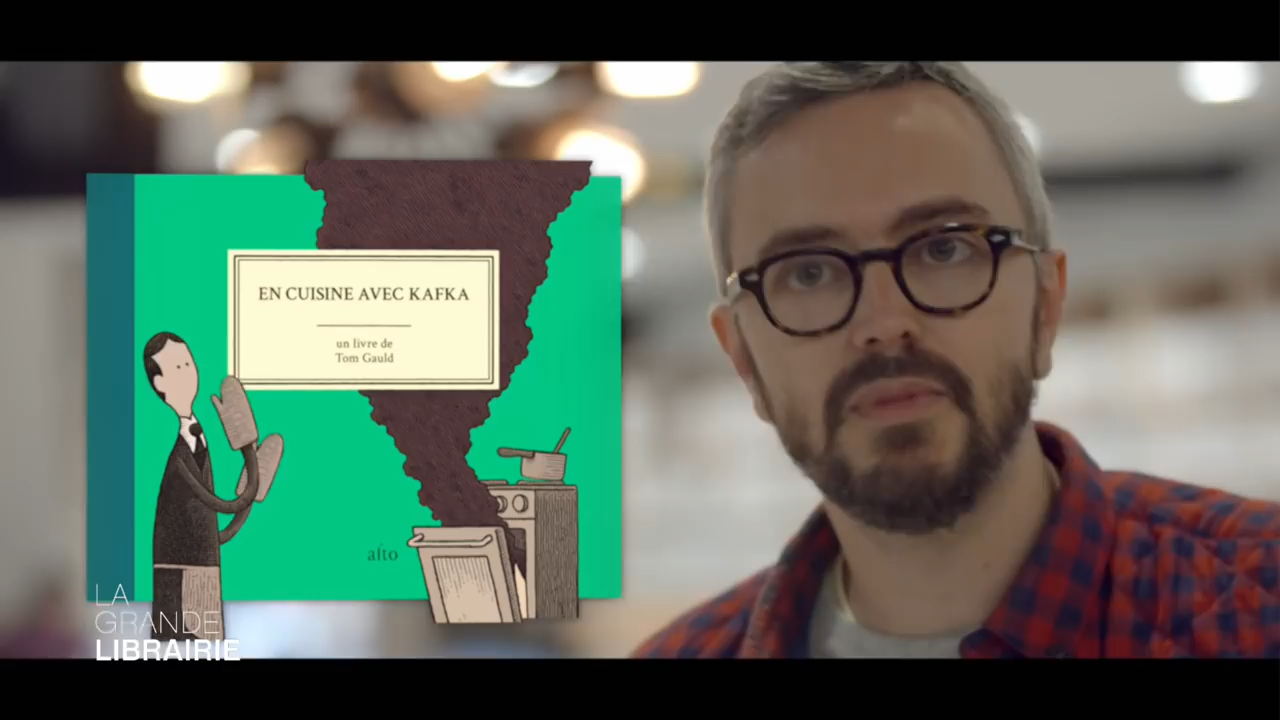 EN CUISINE AVEC KAFKA
un livre de
Tom Gauld
alto
LA
GRANDE
LIBRAIRIE